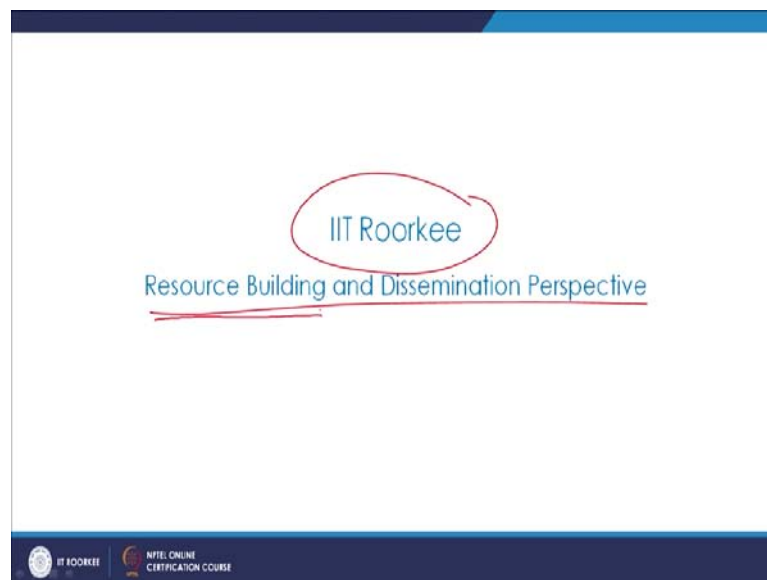 IIT Roorkee
Resource Building and Dissemination Perspective
IIT ROORKEE
NPTEL ONLINE
CERTIFICATION COURSE